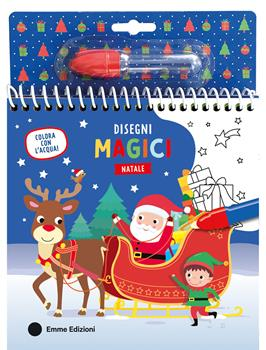 DISEGNI
MAGICI
NATALE
COLORA
CON
L'ACQUA!
Emme Edizioni